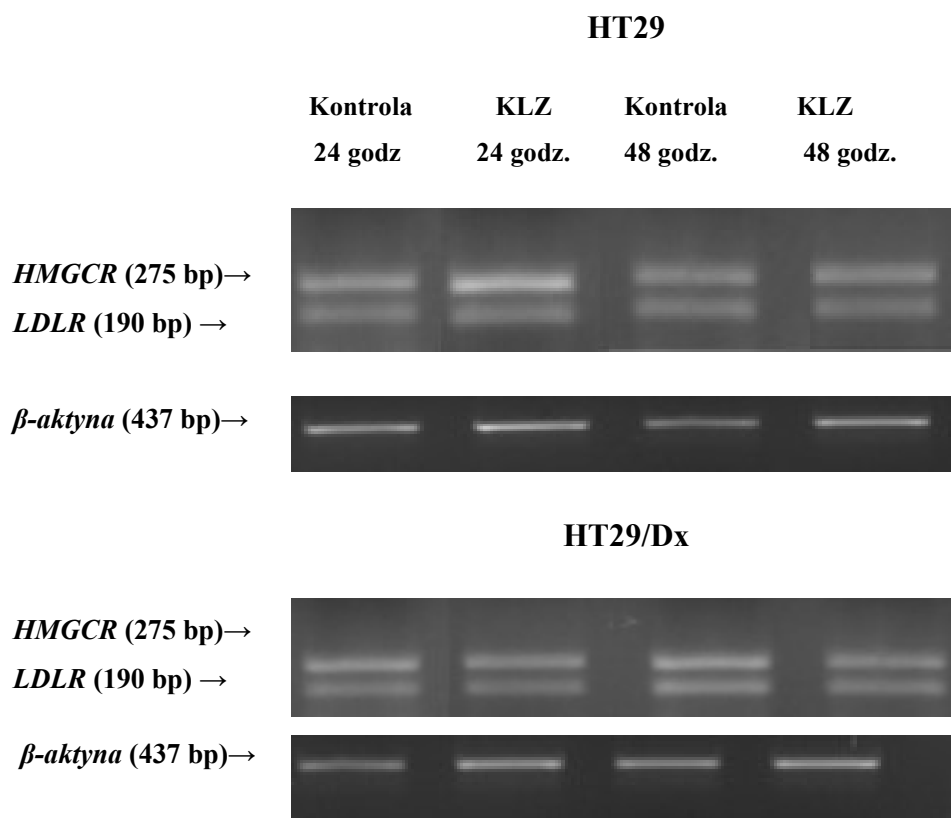 HT29
Kontrola KLZ Kontrola KLZ
24 godz 24 godz. 48 godz. 48 godz.
HMGCR (275 bp)→
LDLR (190 bp) →
β-aktyna (437 bp)→
HT29/Dx
HMGCR (275 bp)→
LDLR (190 bp) →
β-aktyna (437 bp)→